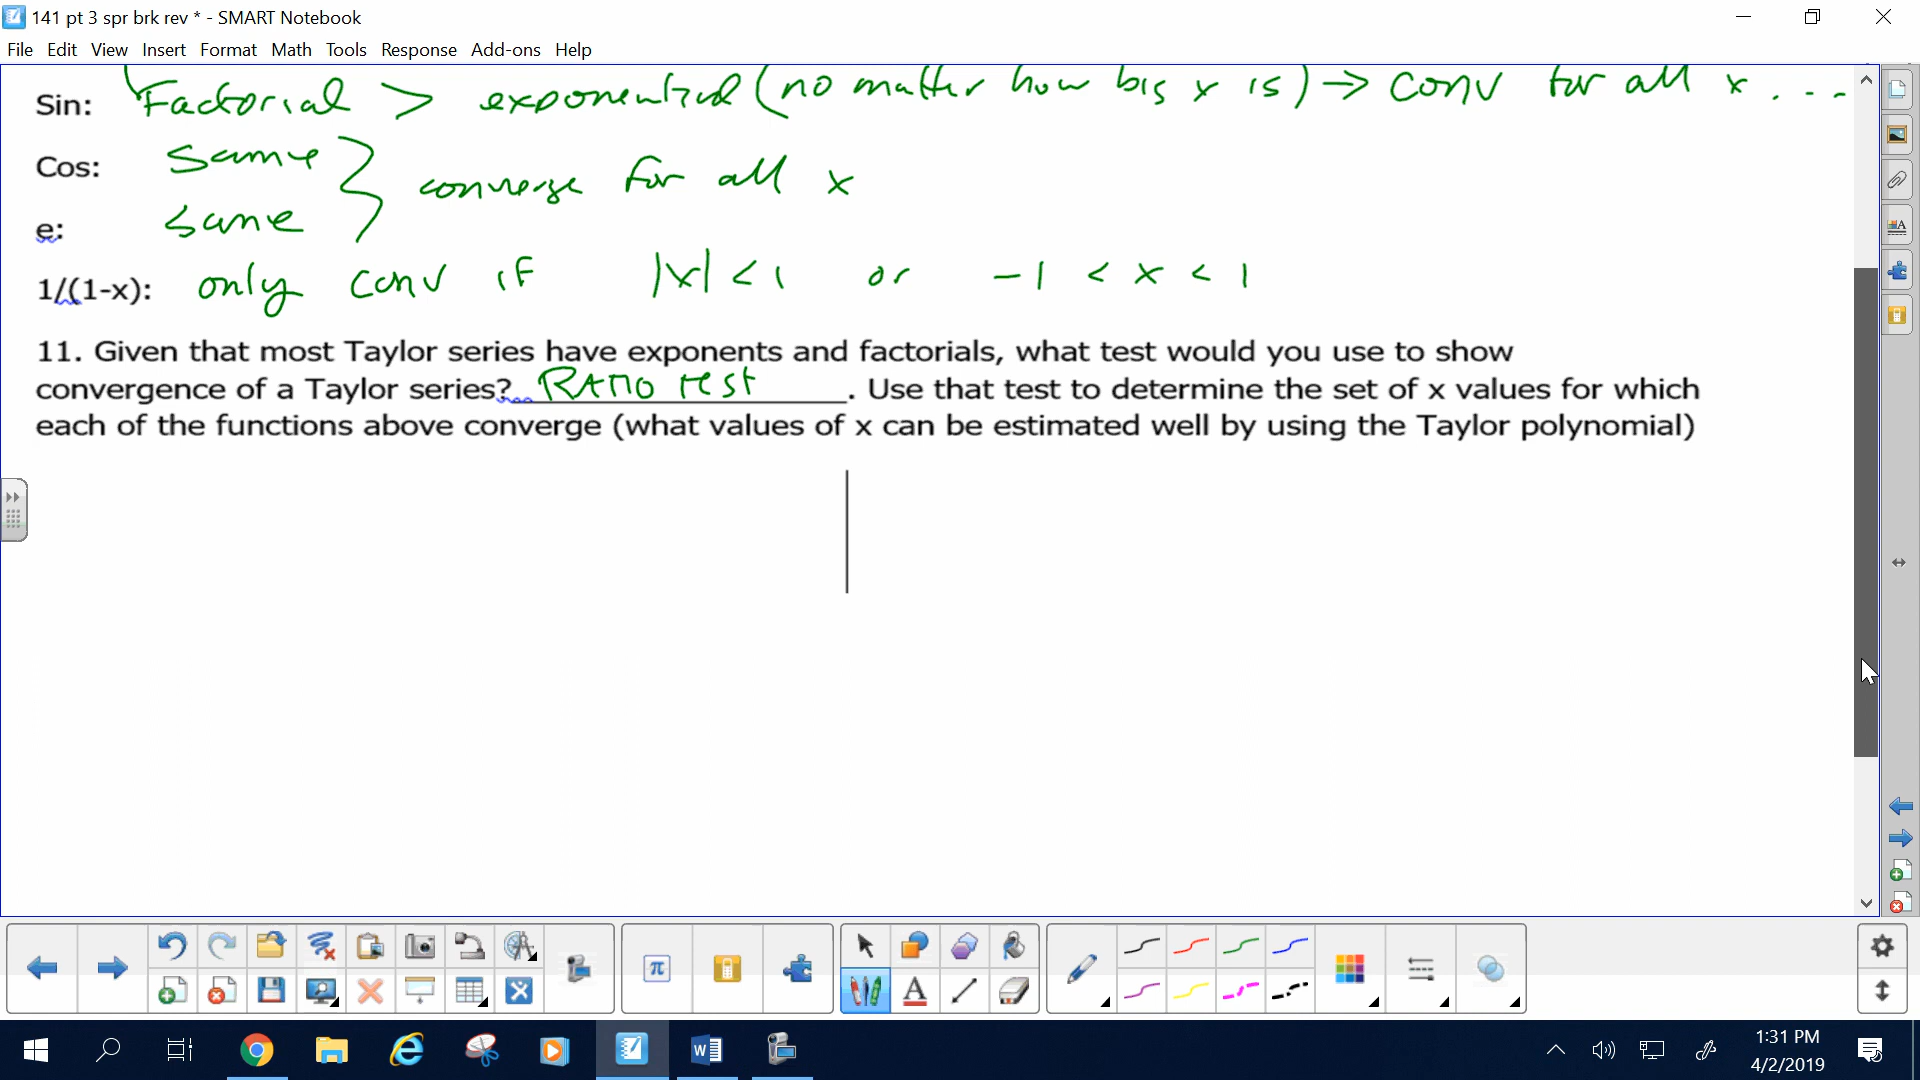 141 pt 3 spr brk rev * - SMART Notebook
File Edit View Insert Format Math Tools Response Add-ons Help
Sin: Factorial > exponential (no matter how big x is) → conv for all x . . .
Cos: same
converge for all x
e: same
1/(1-x): only conv if |x| < 1 or -1 < x < 1
11. Given that most Taylor series have exponents and factorials, what test would you use to show
convergence of a Taylor series? RATIO test. Use that test to determine the set of x values for which
each of the functions above converge (what values of x can be estimated well by using the Taylor polynomial)
1:31 PM
4/2/2019